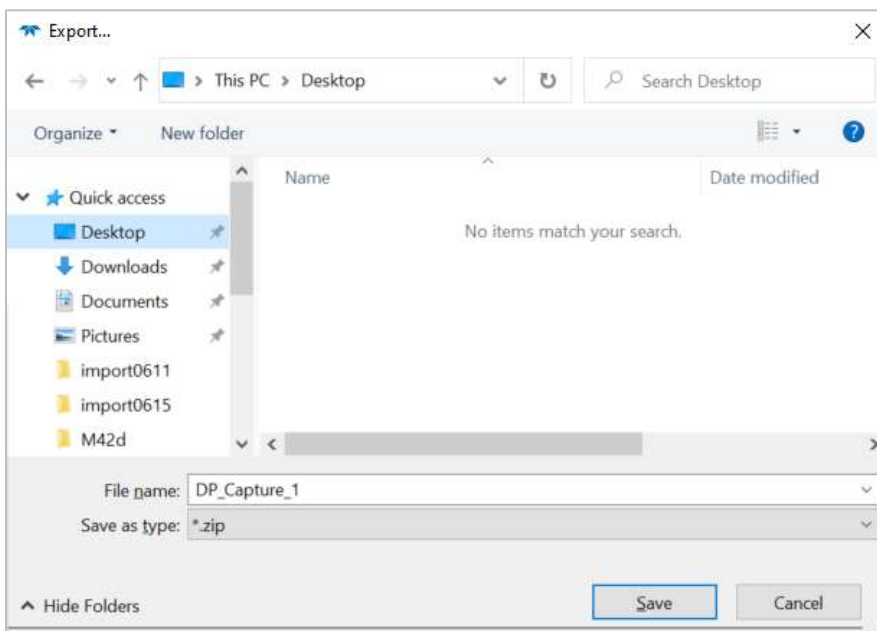 Export...
This PC > Desktop
Search Desktop
Organize
New folder
?
Name
Date modified
Quick access
Desktop
No items match your search.
Downloads
Documents
Pictures
import0611
import0615
M42d
File name: DP_Capture_1
Save as type: *.zip
Hide Folders
Save
Cancel